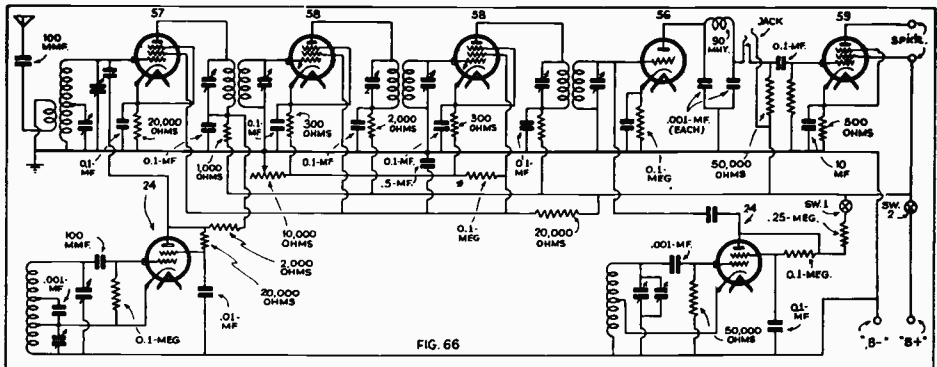 57
58
58
56
59
100
MMF.
90
MHY.
JACK
0.1-MF.
SPKR.
20,000
OHMS
0.1-
MF
0.1-MF.
1,000
OHMS
0.1-
MF
300
OHMS
0.1-MF
2,000
OHMS
0.1-MF.
300
OHMS
.5-MF.
0.1
MF
.001-MF.
(EACH)
0.1-
MEG
50,000
OHMS
500
OHMS
10
MF
24
10,000
OHMS
0.1-
MEG
20,000
OHMS
24
SW.1
.25-MEG.
SW.
2
100
MMF.
.001-
MF
0.1-MEG
2,000
OHMS
20,000
OHMS
.01-
MF
.001-MF.
50,000
OHMS
0.1-MEG.
0.1-
MF
"B-"
"B+"
FIG. 66